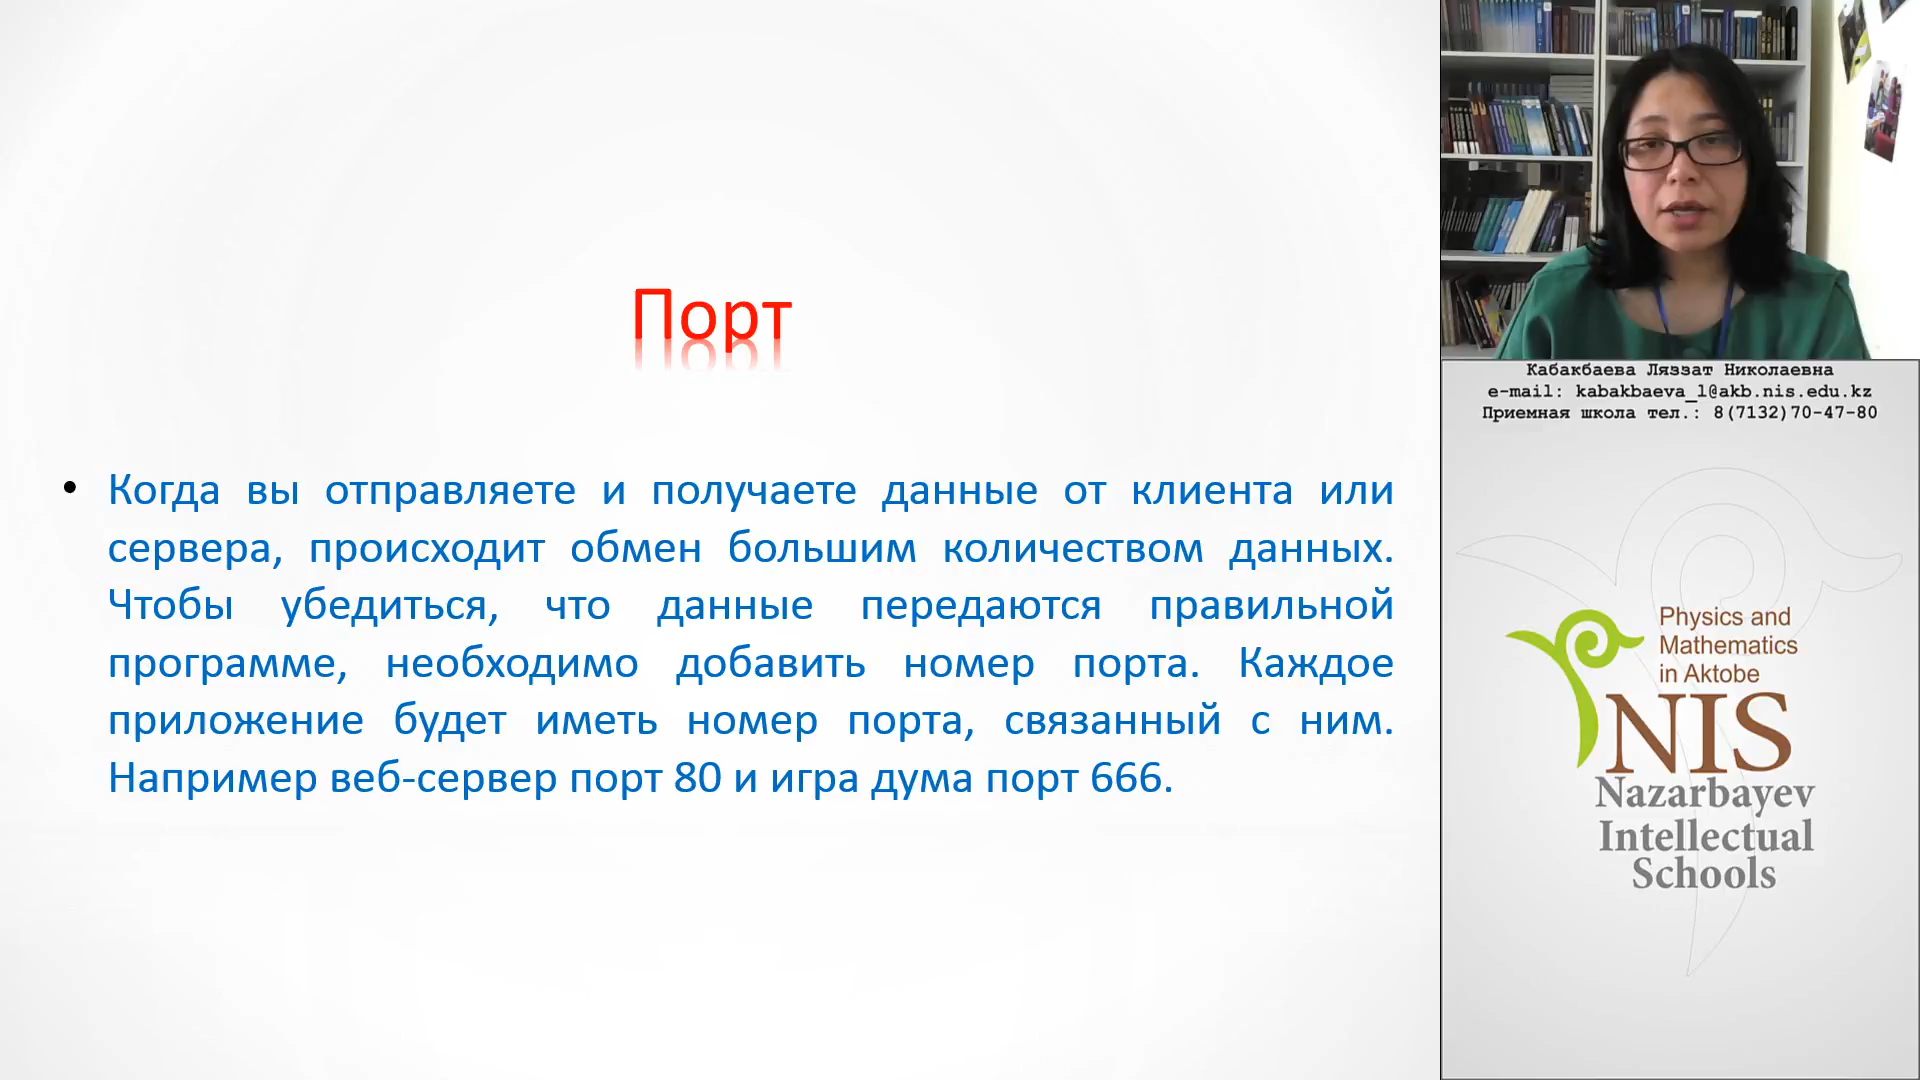 Порт
• Когда вы отправляете и получаете данные от клиента или
сервера, происходит обмен большим количеством данных.
Чтобы убедиться, что данные передаются правильной
программе, необходимо добавить номер порта. Каждое
приложение будет иметь номер порта, связанный с ним.
Например веб-сервер порт 80 и игра дума порт 666.
Кабакбаева Ляззат Николаевна
e-mail: kabakbaeva_l@akb.nis.edu.kz
Приемная школа тел.: 8(7132)70-47-80
Physics and
Mathematics
in Aktobe
NIS
Nazarbayev
Intellectual
Schools